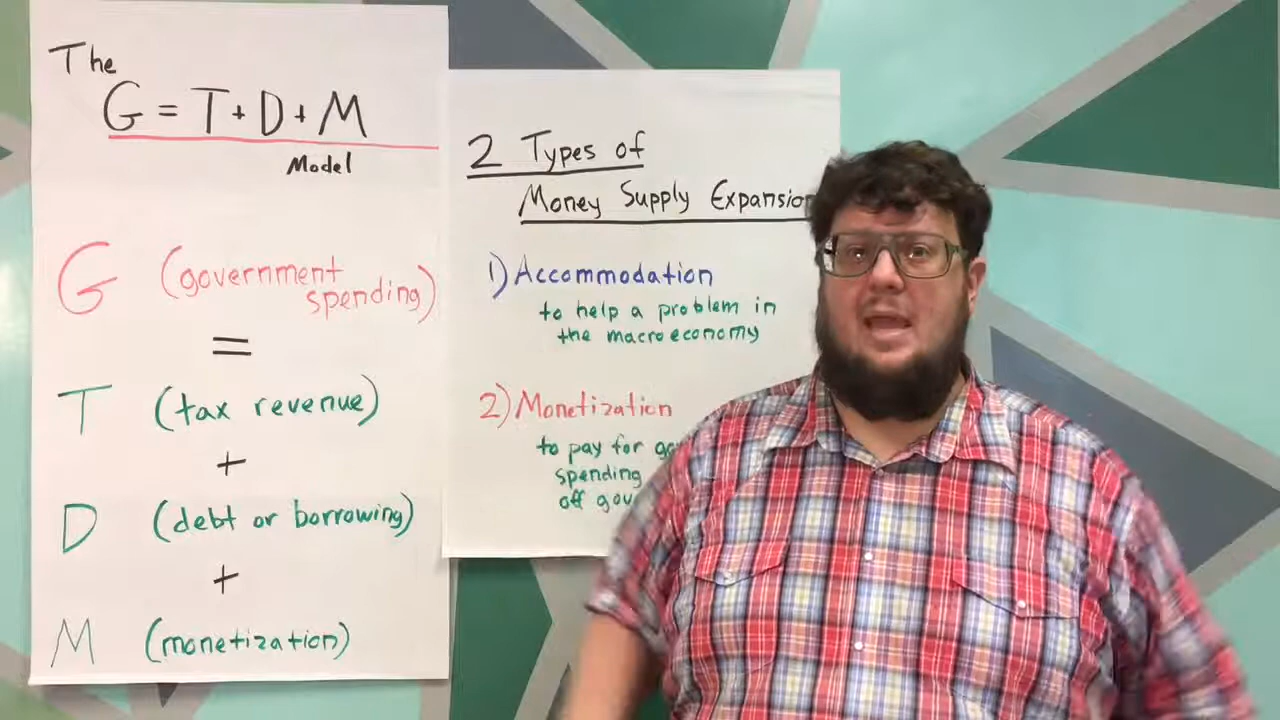 The
G = T + D + M
Model
G (government
spending)
=
T (tax revenue)
+
D (debt or borrowing)
+
M (monetization)
2 Types of
Money Supply Expansion
1) Accommodation
to help a problem in
the macroeconomy
2) Monetization
to pay for
spending
off